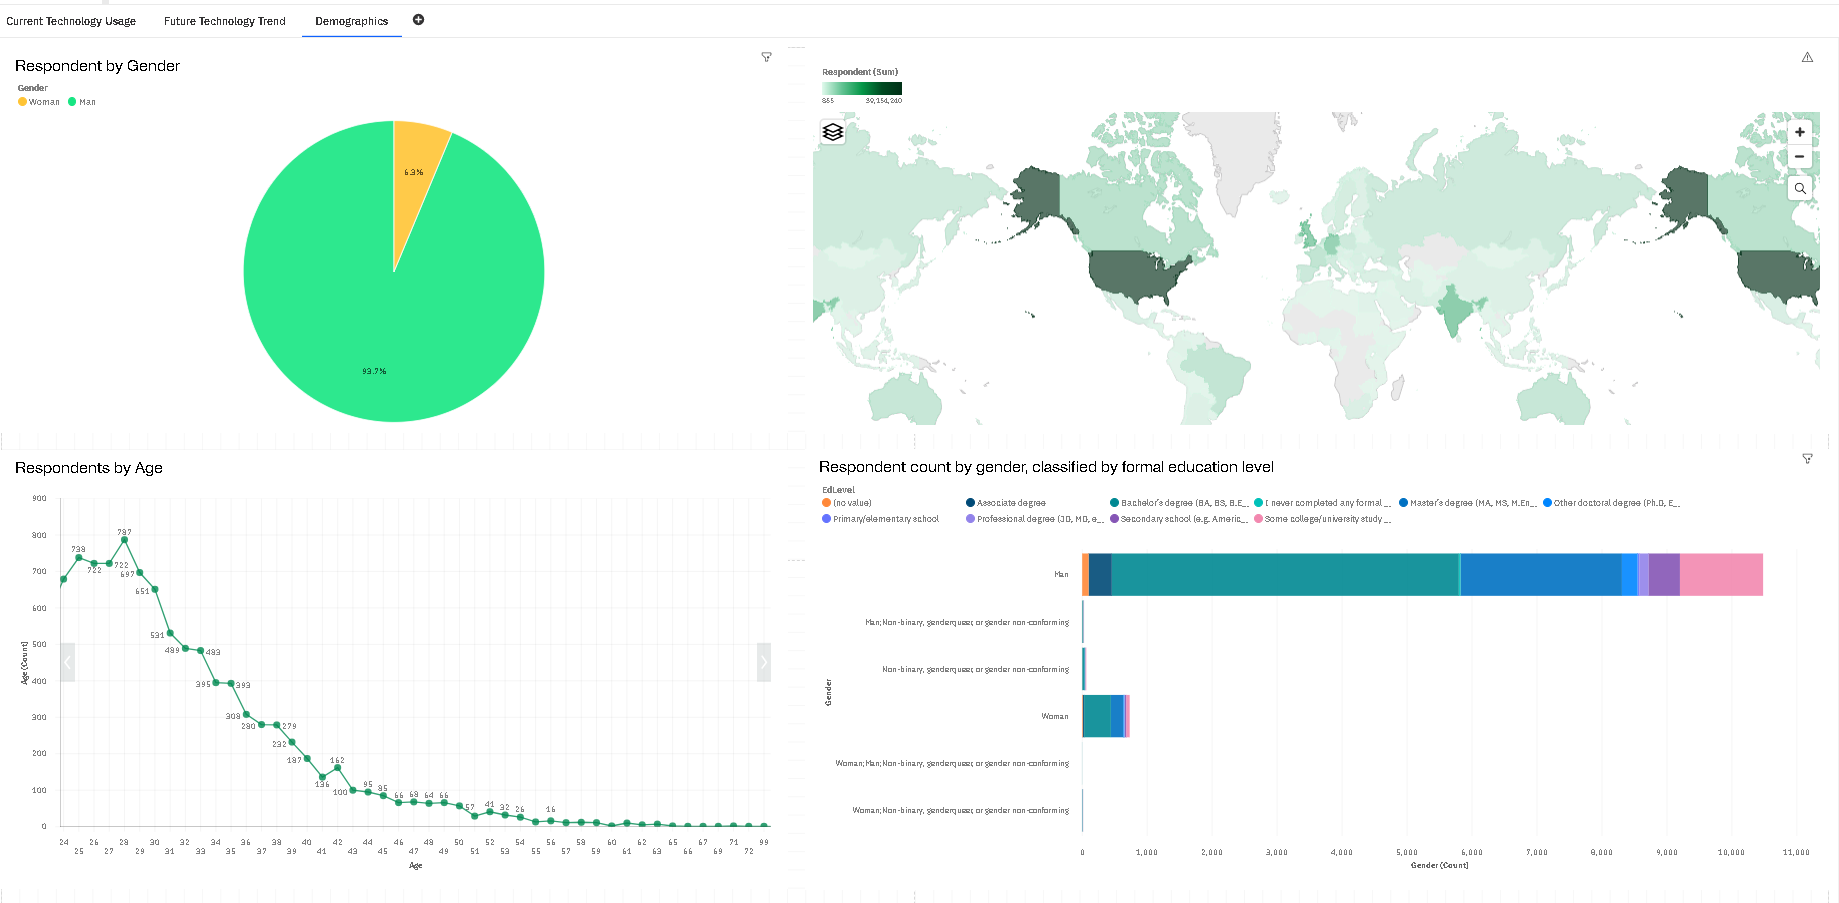 Current Technology Usage
Future Technology Trend
Demographics
Respondent by Gender
Gender
Woman
Man
6.3%
93.7%
Respondent (Sum)
855
39,154,240
Respondents by Age
900
800
700
600
500
400
300
200
100
0
Age (Count)
738
722
722
787
697
651
531
489
483
395
393
308
280
279
232
187
136
162
100
95
85
66
68
64
66
57
41
32
26
16
24 26 28 30 32 34 36 38 40 42 44 46 48 50 52 54 56 58 60 62 65 67 71 99
25 27 29 31 33 35 37 39 41 43 45 47 49 51 53 55 57 59 61 63 66 69 72
Age
Respondent count by gender, classified by formal education level
EdLevel
(no value)
Associate degree
Bachelor's degree (BA, BS, B.E...
I never completed any formal ...
Master's degree (MA, MS, M.En...
Other doctoral degree (Ph.D, E...
Primary/elementary school
Professional degree (JD, MD, e...
Secondary school (e.g. Americ...
Some college/university study ...
Gender
Man
Man;Non-binary, genderqueer, or gender non-conforming
Non-binary, genderqueer, or gender non-conforming
Woman
Woman;Man;Non-binary, genderqueer, or gender non-conforming
Woman;Non-binary, genderqueer, or gender non-conforming
0 1,000 2,000 3,000 4,000 5,000 6,000 7,000 8,000 9,000 10,000 11,000
Gender (Count)